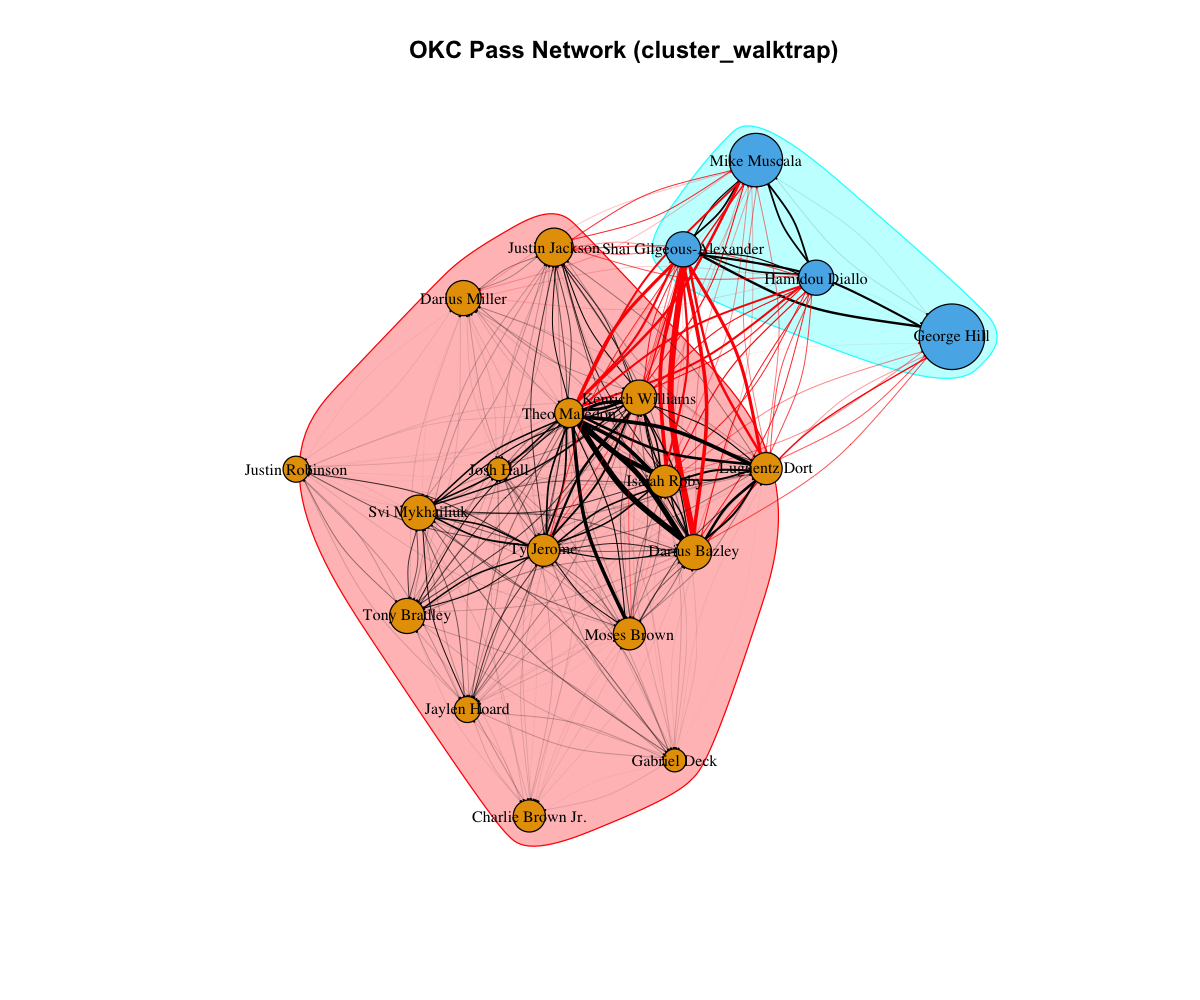 OKC Pass Network (cluster_walktrap)
Mike Muscala
Justin Jackson
Shai Gilgeous-Alexander
Hamidou Diallo
Darius Miller
George Hill
Kenrich Williams
Theo Maledon
Justin Robinson
Josh Hall
Luguentz Dort
Isaiah Roby
Svi Mykhailiuk
Ty Jerome
Darius Bazley
Tony Bradley
Moses Brown
Jaylen Hoard
Gabriel Deck
Charlie Brown Jr.